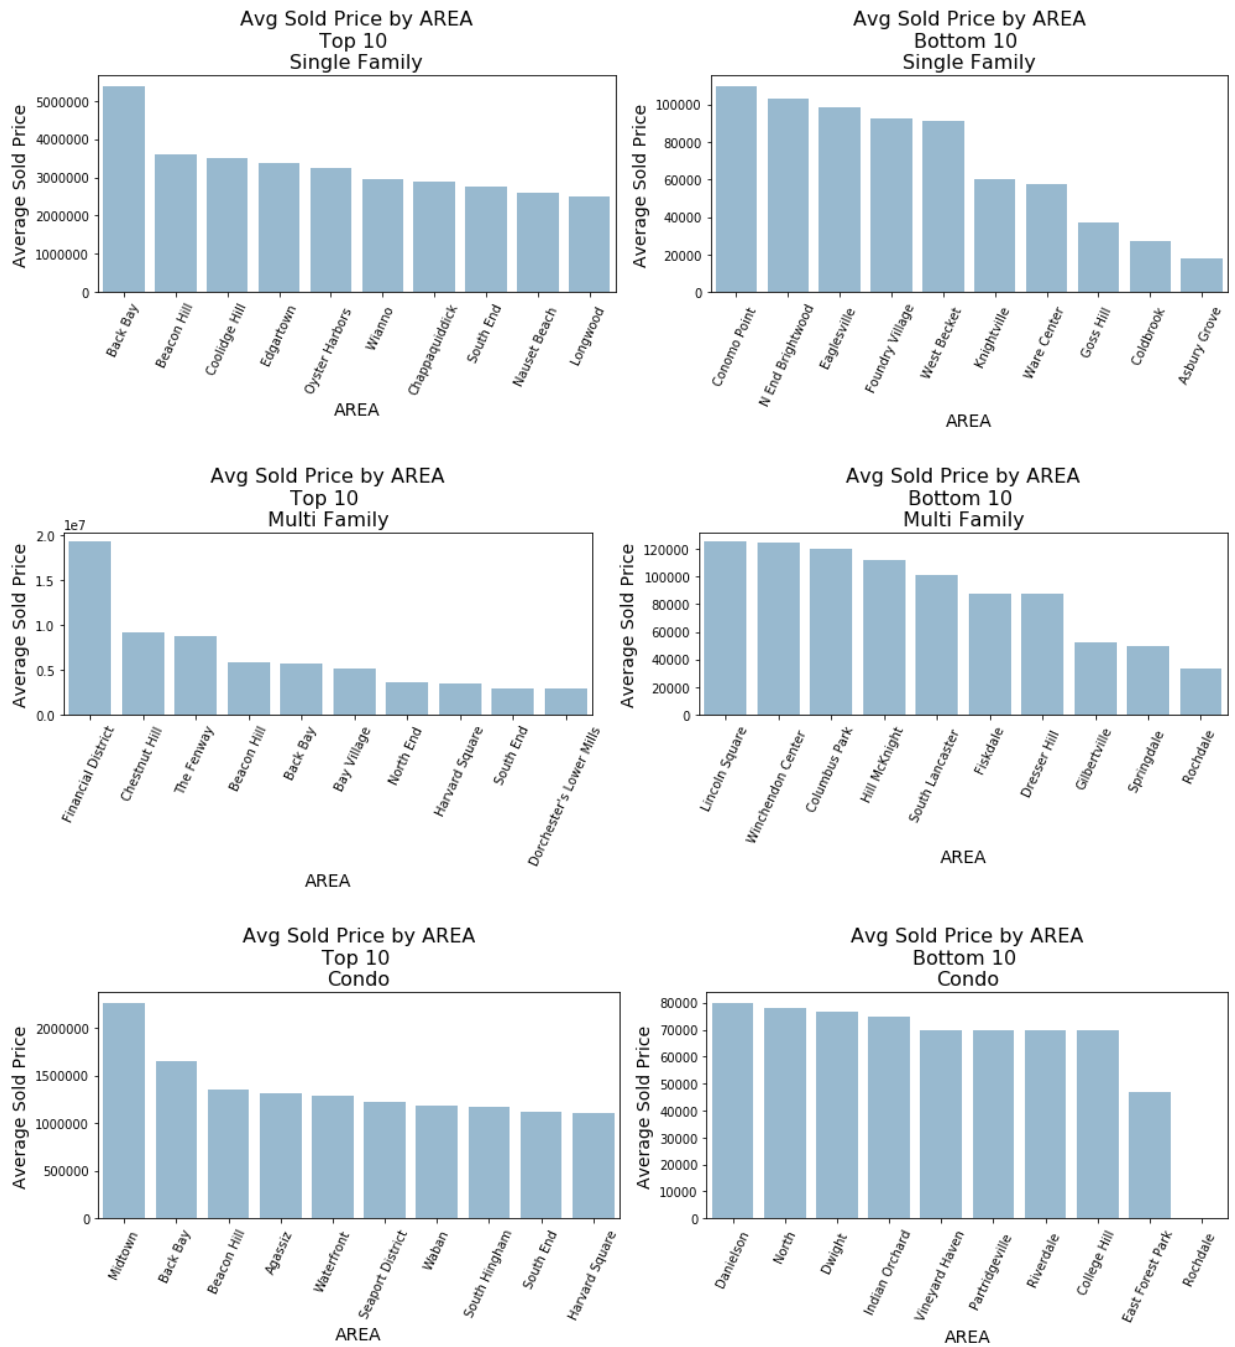 Avg Sold Price by AREA
Top 10
Single Family
Average Sold Price
5000000
4000000
3000000
2000000
1000000
0
Back Bay
Beacon Hill
Coolidge Hill
Edgartown
Oyster Harbors
Wianno
Chappaquiddick
South End
Nauset Beach
Longwood
AREA
Avg Sold Price by AREA
Bottom 10
Single Family
Average Sold Price
100000
80000
60000
40000
20000
0
Conomo Point
N End Brightwood
Eaglesville
Foundry Village
West Becket
Knightville
Ware Center
Goss Hill
Coldbrook
Asbury Grove
AREA
Avg Sold Price by AREA
Top 10
Multi Family
1e7
Average Sold Price
2.0
1.5
1.0
0.5
0.0
Financial District
Chestnut Hill
The Fenway
Beacon Hill
Back Bay
Bay Village
North End
Harvard Square
South End
Dorchester's Lower Mills
AREA
Avg Sold Price by AREA
Bottom 10
Multi Family
Average Sold Price
120000
100000
80000
60000
40000
20000
0
Lincoln Square
Winchendon Center
Columbus Park
Hill McKnight
South Lancaster
Fiskdale
Dresser Hill
Gilbertville
Springdale
Rochdale
AREA
Avg Sold Price by AREA
Top 10
Condo
Average Sold Price
2000000
1500000
1000000
500000
0
Midtown
Back Bay
Beacon Hill
Agassiz
Waterfront
Seaport District
Waban
South Hingham
South End
Harvard Square
AREA
Avg Sold Price by AREA
Bottom 10
Condo
Average Sold Price
80000
70000
60000
50000
40000
30000
20000
10000
0
Danielson
North
Dwight
Indian Orchard
Vineyard Haven
Partridgeville
Riverdale
College Hill
East Forest Park
Rochdale
AREA